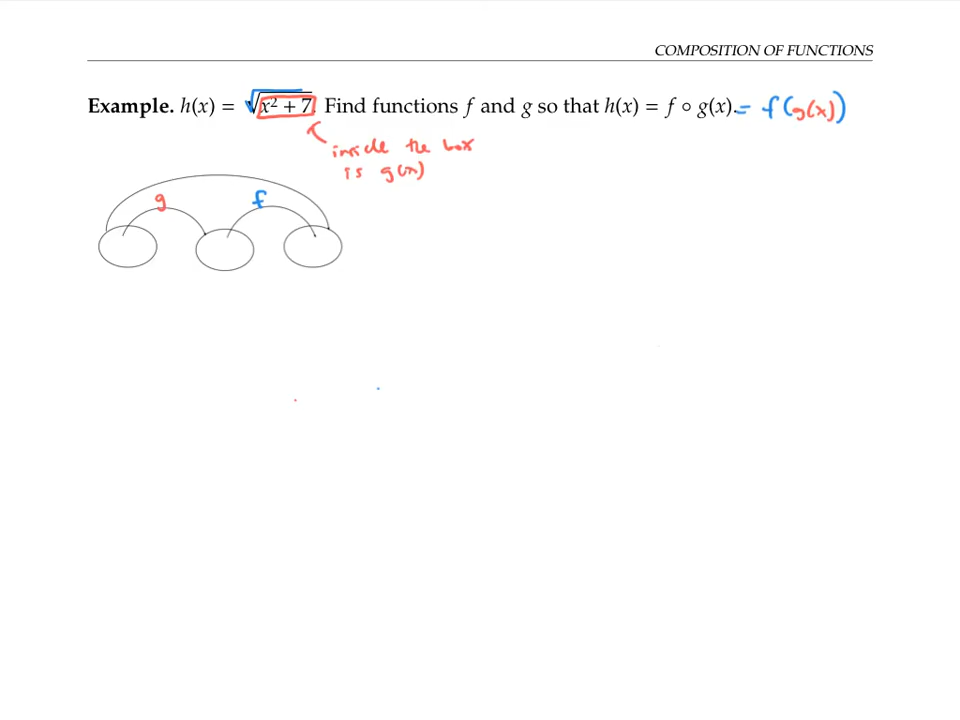 COMPOSITION OF FUNCTIONS
Example. h(x) = √x² + 7. Find functions f and g so that h(x) = f ∘ g(x). = f(g(x))
inside the box
is g(x)
g f